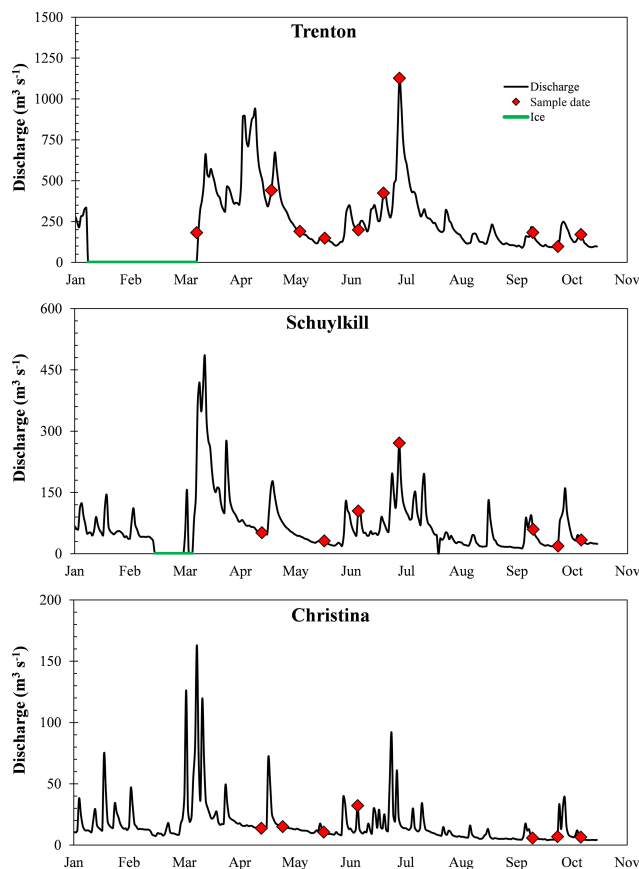 Trenton
Discharge (m³ s⁻¹)
1500
1250
1000
750
500
250
0
Discharge
Sample date
Ice
Jan Feb Mar Apr May Jun Jul Aug Sep Oct Nov
Schuylkill
Discharge (m³ s⁻¹)
600
450
300
150
0
Jan Feb Mar Apr May Jun Jul Aug Sep Oct Nov
Christina
Discharge (m³ s⁻¹)
200
150
100
50
0
Jan Feb Mar Apr May Jun Jul Aug Sep Oct Nov